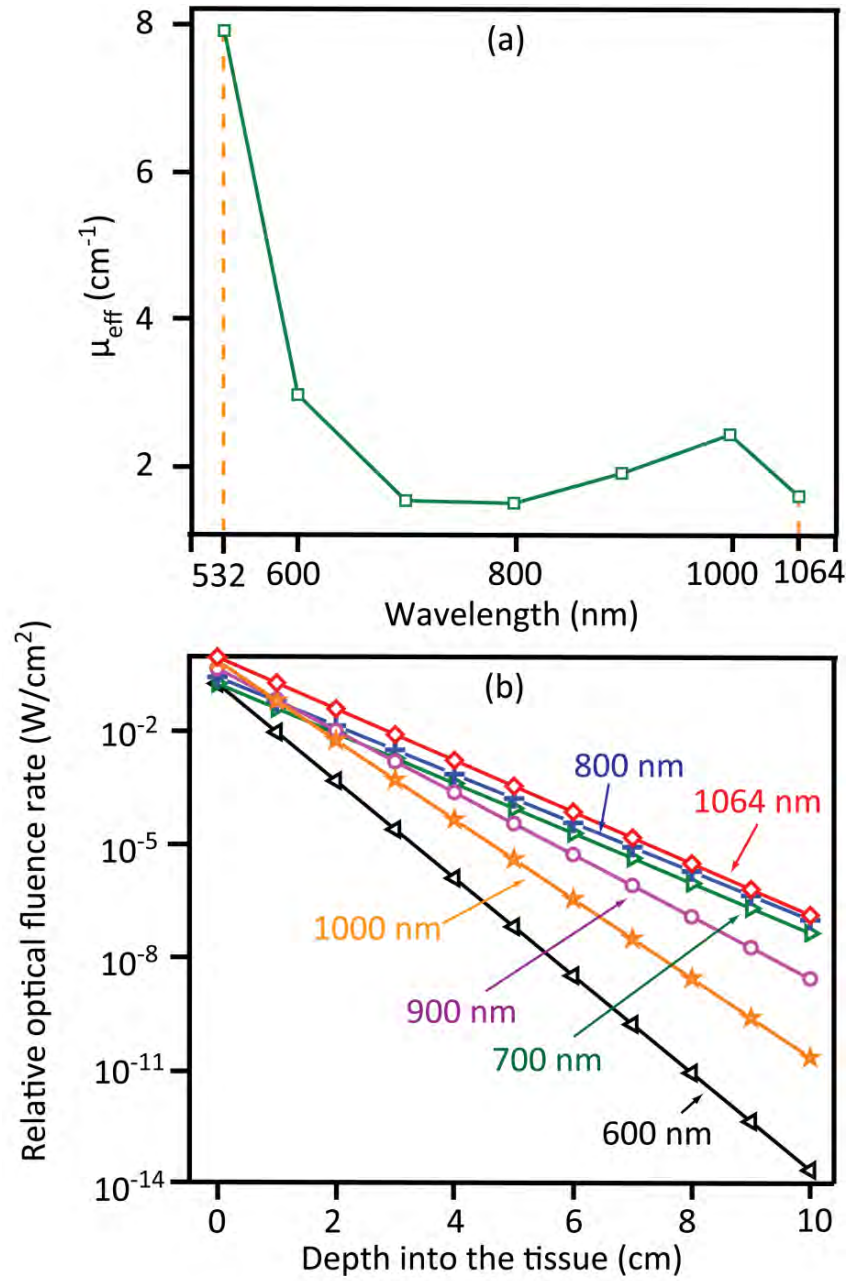 (a)
8
6
4
2
μeff (cm⁻¹)
532 600 800 1000 1064
Wavelength (nm)
(b)
10⁻²
10⁻⁵
10⁻⁸
10⁻¹¹
10⁻¹⁴
Relative optical fluence rate (W/cm²)
800 nm
1064 nm
1000 nm
900 nm
700 nm
600 nm
0 2 4 6 8 10
Depth into the tissue (cm)